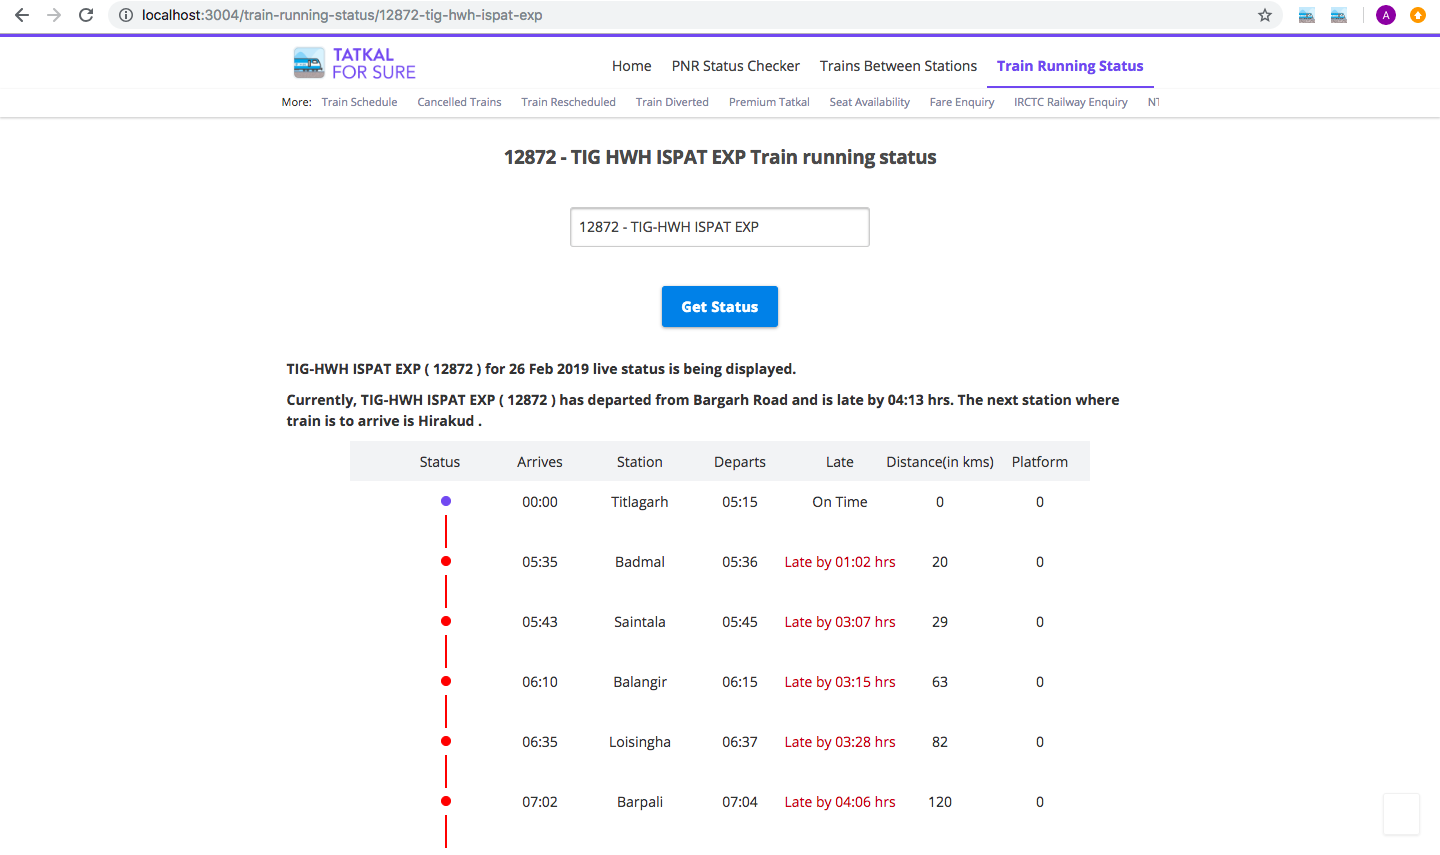 localhost:3004/train-running-status/12872-tig-hwh-ispat-exp
A
TATKAL
FOR SURE
Home PNR Status Checker Trains Between Stations Train Running Status
More: Train Schedule Cancelled Trains Train Rescheduled Train Diverted Premium Tatkal Seat Availability Fare Enquiry IRCTC Railway Enquiry
12872 - TIG HWH ISPAT EXP Train running status
12872 - TIG-HWH ISPAT EXP
Get Status
TIG-HWH ISPAT EXP ( 12872 ) for 26 Feb 2019 live status is being displayed.
Currently, TIG-HWH ISPAT EXP ( 12872 ) has departed from Bargarh Road and is late by 04:13 hrs. The next station where
train is to arrive is Hirakud .
Status Arrives Station Departs Late Distance(in kms) Platform
00:00 Titlagarh 05:15 On Time 0 0
05:35 Badmal 05:36 Late by 01:02 hrs 20 0
05:43 Saintala 05:45 Late by 03:07 hrs 29 0
06:10 Balangir 06:15 Late by 03:15 hrs 63 0
06:35 Loisingha 06:37 Late by 03:28 hrs 82 0
07:02 Barpali 07:04 Late by 04:06 hrs 120 0